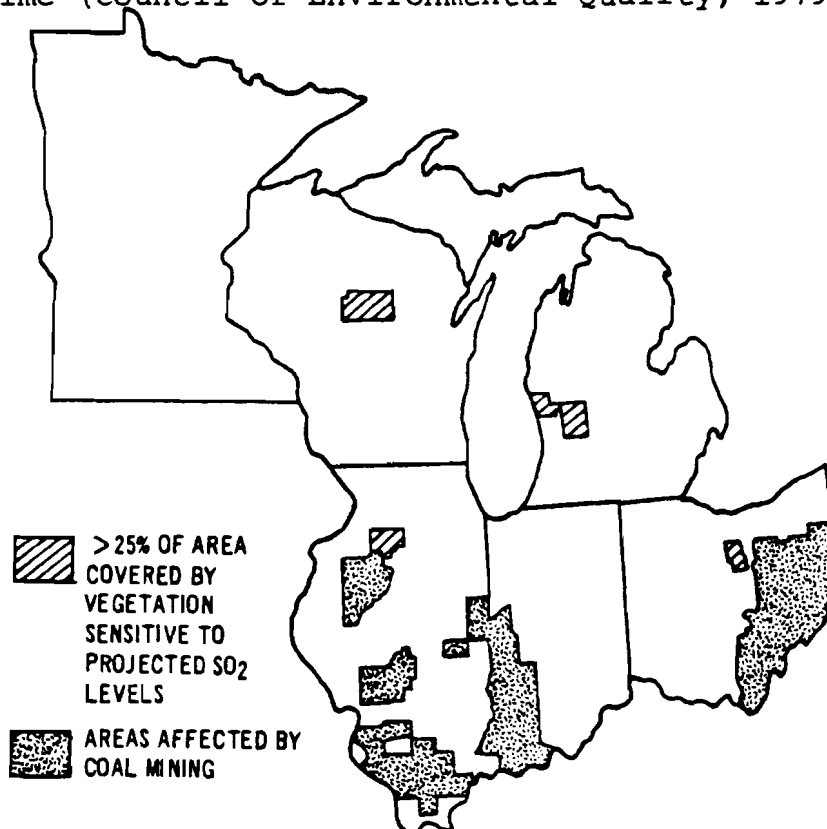 (Council of Environmental Quality, 1979
>25% OF AREA
COVERED BY
VEGETATION
SENSITIVE TO
PROJECTED SO2
LEVELS
AREAS AFFECTED BY
COAL MINING